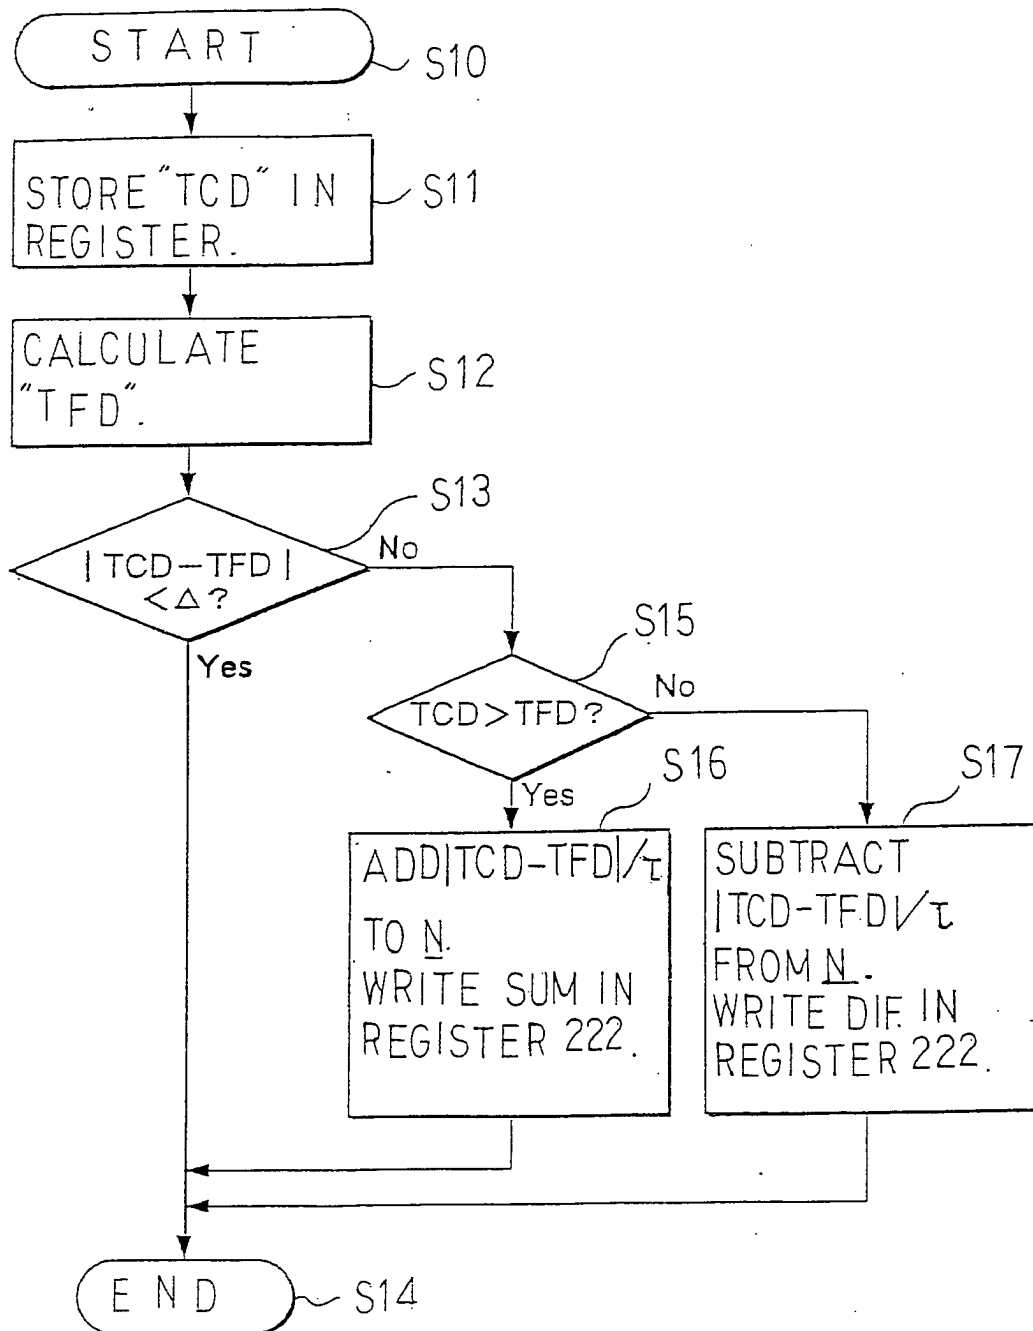 START
S10
STORE "TCD" IN
REGISTER.
S11
CALCULATE
"TFD".
S12
S13
|TCD-TFD|
<Δ?
No
Yes
S15
TCD>TFD?
No
Yes
S16
ADD|TCD-TFD|/τ
TO N.
WRITE SUM IN
REGISTER 222.
S17
SUBTRACT
|TCD-TFD|/τ
FROM N.
WRITE DIF. IN
REGISTER 222.
END
S14